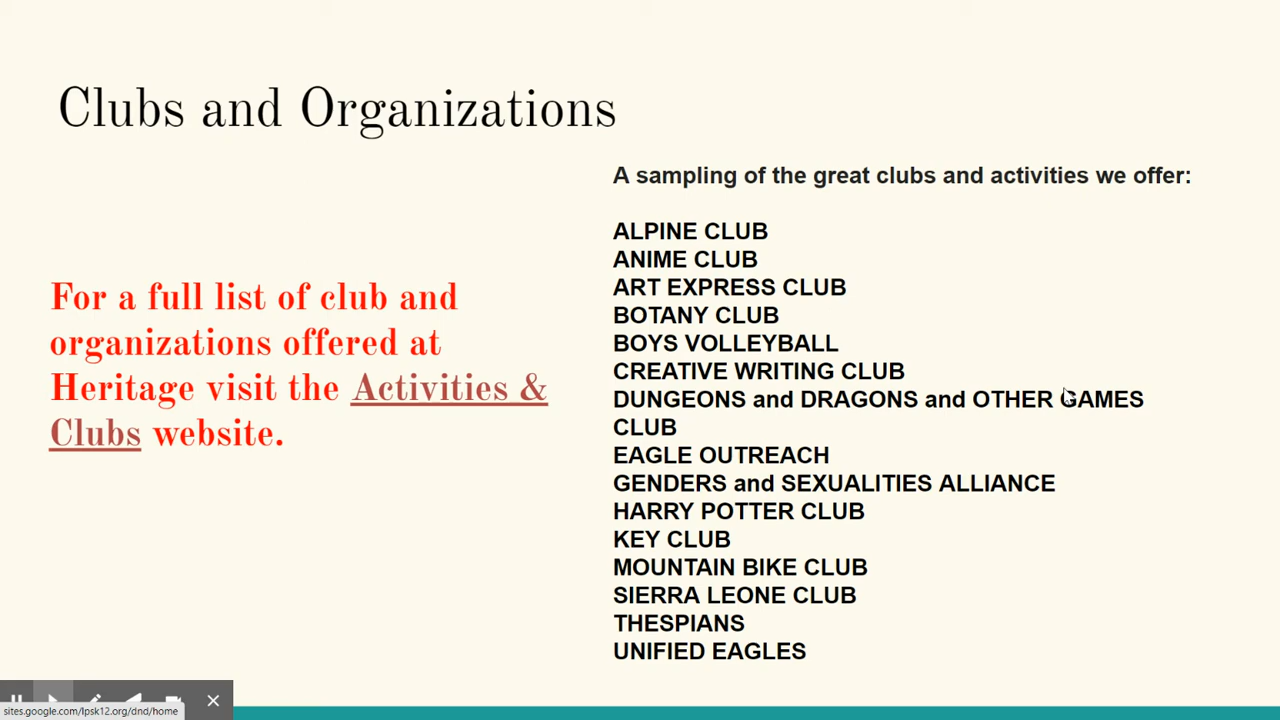 Clubs and Organizations
A sampling of the great clubs and activities we offer:
For a full list of club and
organizations offered at
Heritage visit the Activities &
Clubs website.
ALPINE CLUB
ANIME CLUB
ART EXPRESS CLUB
BOTANY CLUB
BOYS VOLLEYBALL
CREATIVE WRITING CLUB
DUNGEONS and DRAGONS and OTHER GAMES
CLUB
EAGLE OUTREACH
GENDERS and SEXUALITIES ALLIANCE
HARRY POTTER CLUB
KEY CLUB
MOUNTAIN BIKE CLUB
SIERRA LEONE CLUB
THESPIANS
UNIFIED EAGLES
sites.google.com/lpsk12.org/dnd/home